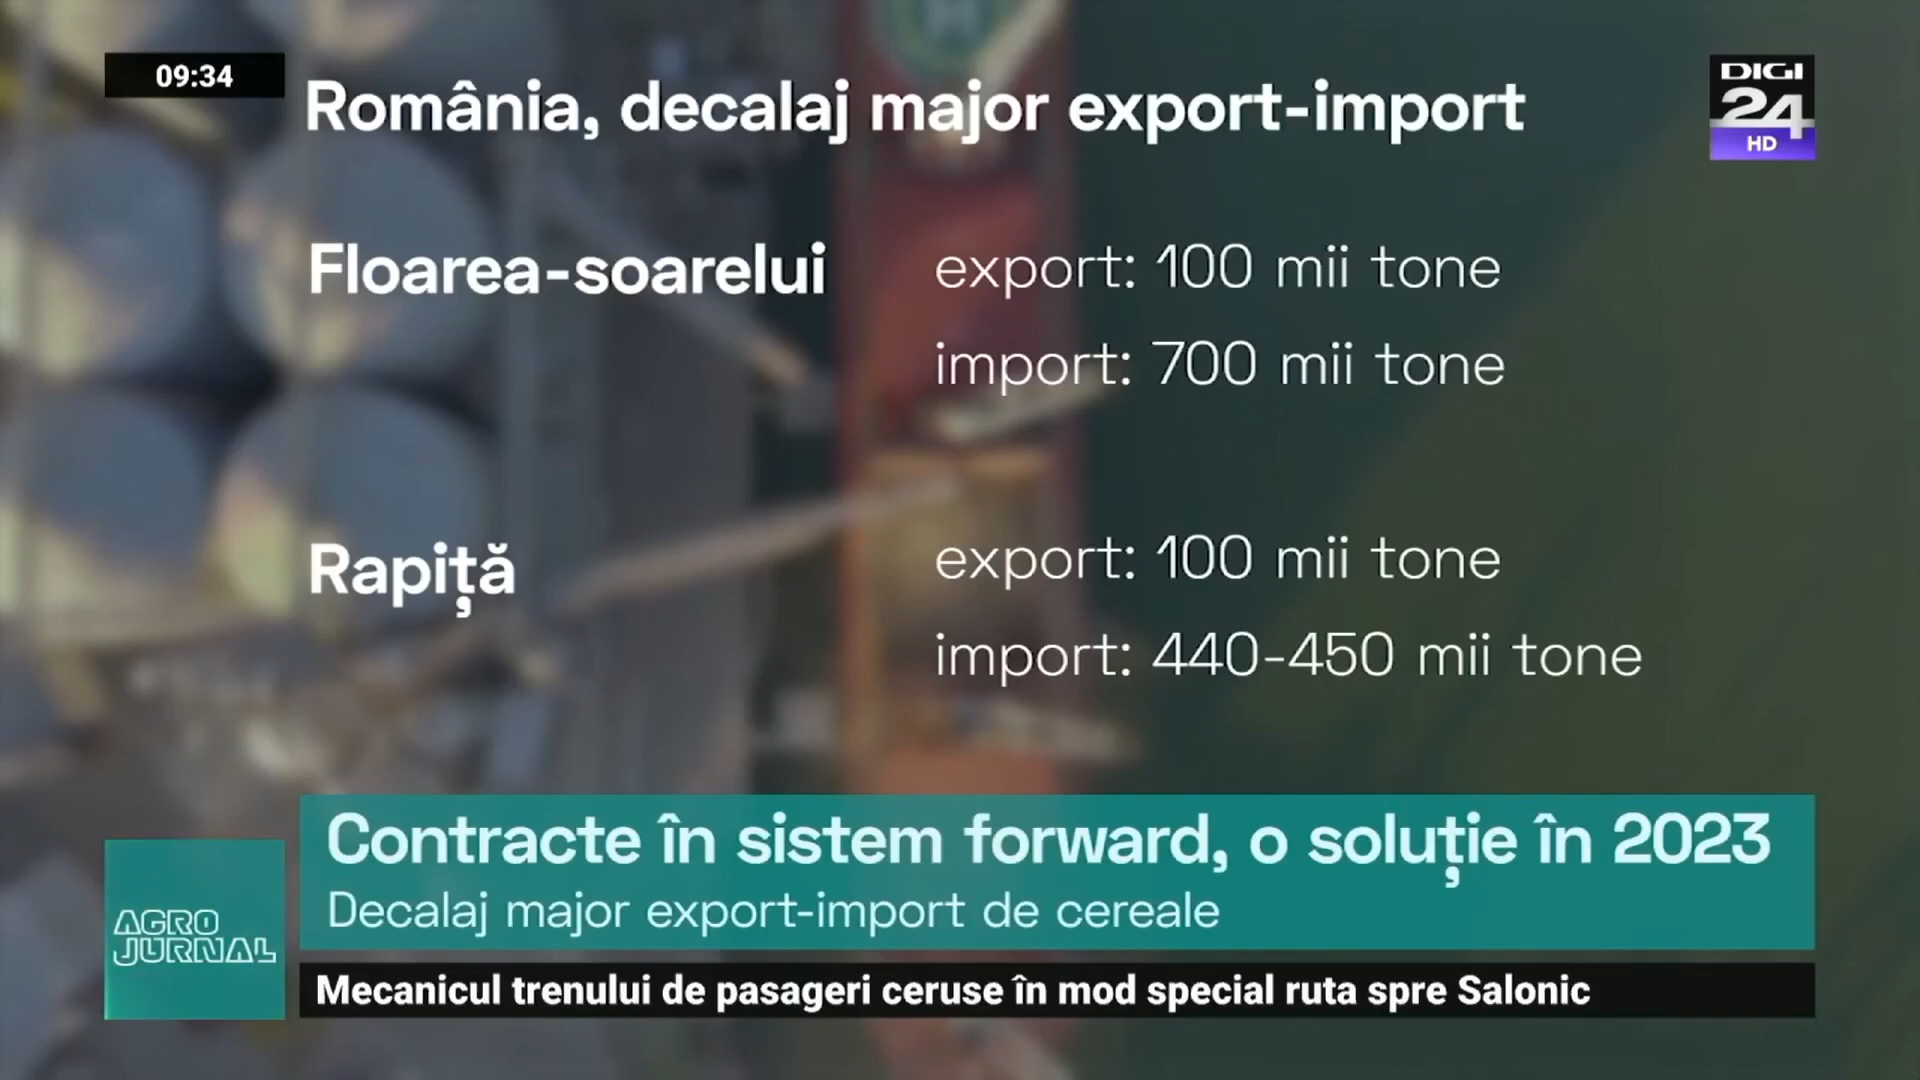 09:34
România, decalaj major export-import
DIGI
24
HD
Floarea-soarelui
export: 100 mii tone
import: 700 mii tone
Rapiță
export: 100 mii tone
import: 440-450 mii tone
Contracte în sistem forward, o soluție în 2023
Decalaj major export-import de cereale
AGRO
JURNAL
Mecanicul trenului de pasageri ceruse în mod special ruta spre Salonic